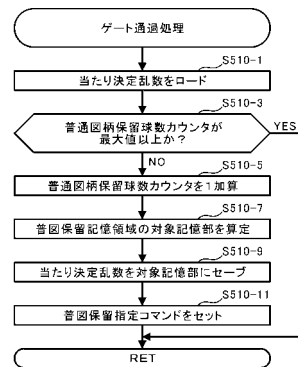 ゲート通過処理
S510-1
当たり決定乱数をロード
S510-3
普通図柄保留球数カウンタが
最大値以上か?
YES
NO
S510-5
普通図柄保留球数カウンタを1加算
S510-7
普図保留記憶領域の対象記憶部を算定
S510-9
当たり決定乱数を対象記憶部にセーブ
S510-11
普図保留指定コマンドをセット
RET